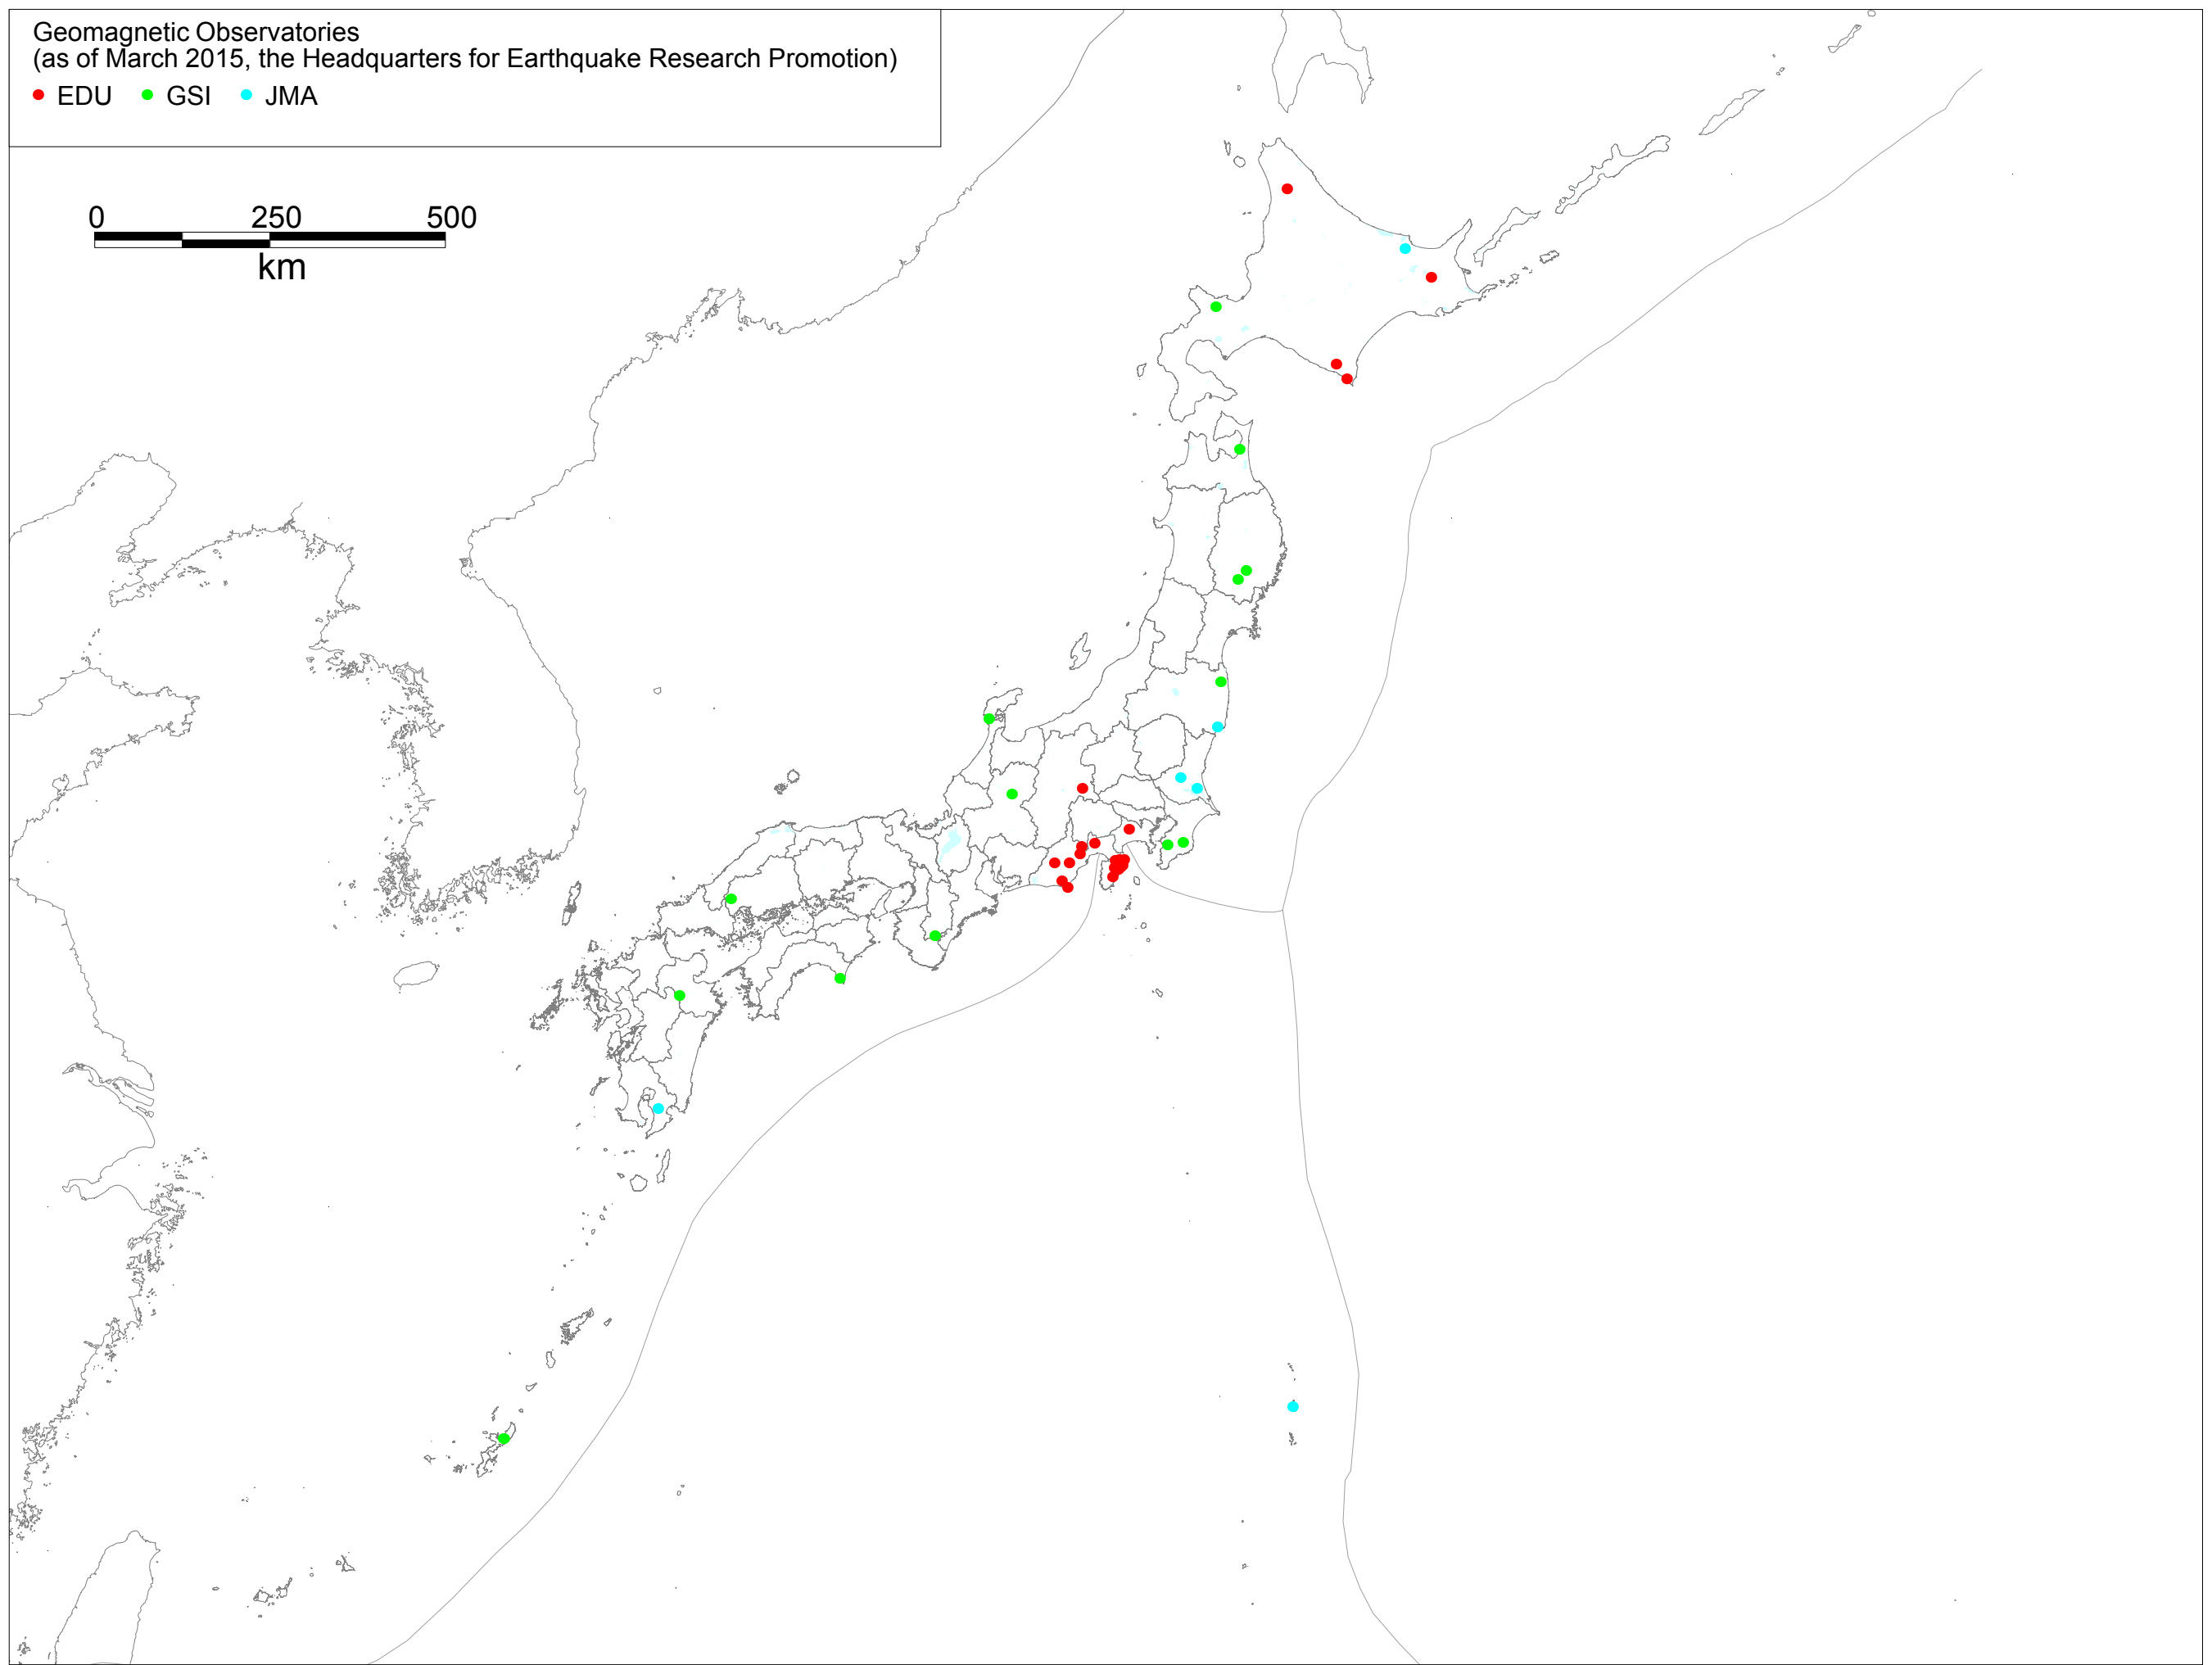 Geomagnetic Observatories
(as of March 2015, the Headquarters for Earthquake Research Promotion)
EDU GSI JMA
0 250 500
km